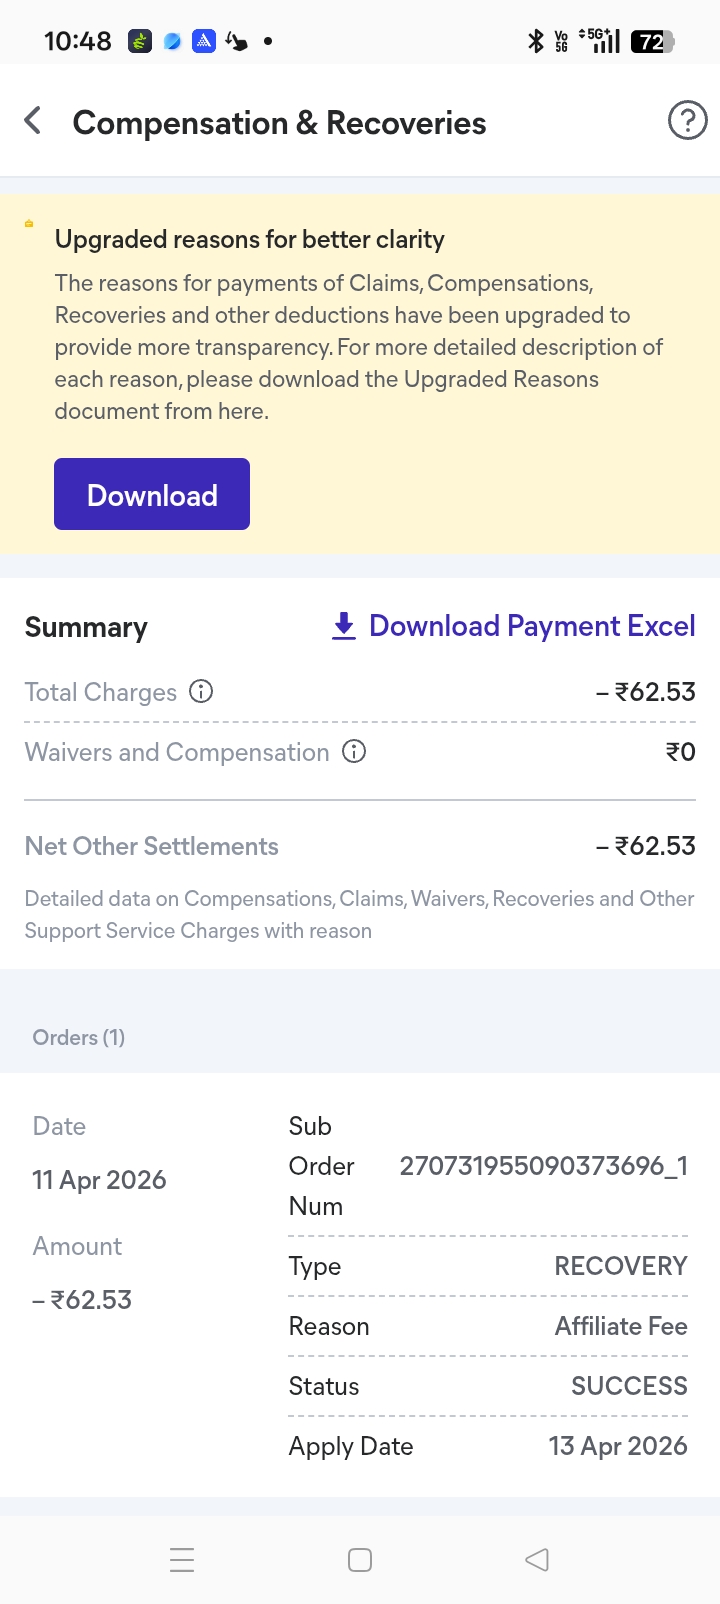 10:48 Vo 5G 5G+ 72
Compensation & Recoveries
Upgraded reasons for better clarity
The reasons for payments of Claims, Compensations,
Recoveries and other deductions have been upgraded to
provide more transparency. For more detailed description of
each reason, please download the Upgraded Reasons
document from here.
Download
Summary Download Payment Excel
Total Charges – ₹62.53
Waivers and Compensation ₹0
Net Other Settlements – ₹62.53
Detailed data on Compensations, Claims, Waivers, Recoveries and Other
Support Service Charges with reason
Orders (1)
Date
11 Apr 2026
Amount
– ₹62.53
Sub
Order 270731955090373696_1
Num
Type RECOVERY
Reason Affiliate Fee
Status SUCCESS
Apply Date 13 Apr 2026